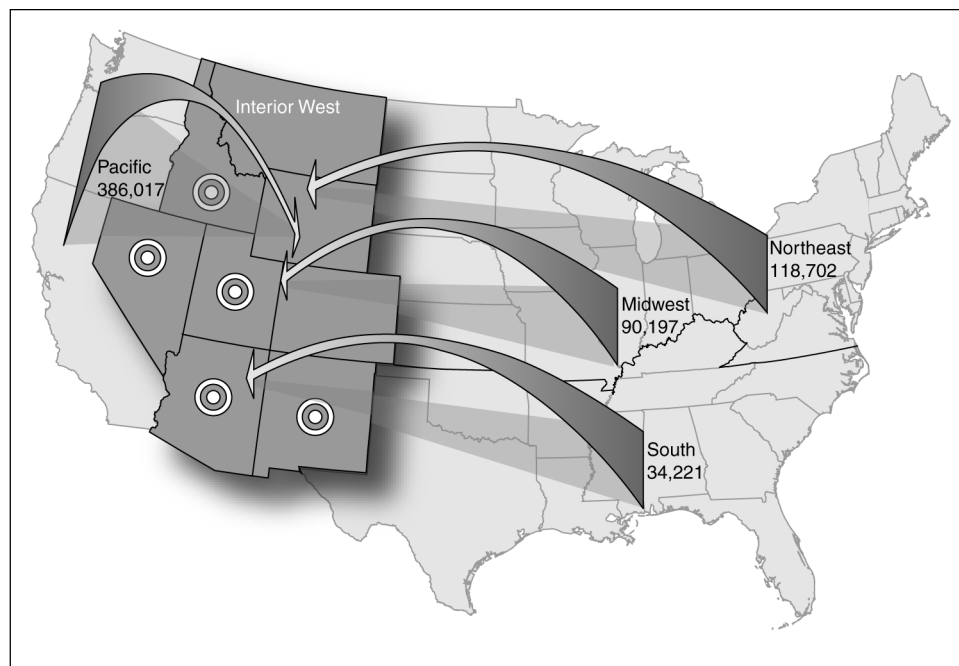 Interior West
Pacific
386,017
Northeast
118,702
Midwest
90,197
South
34,221